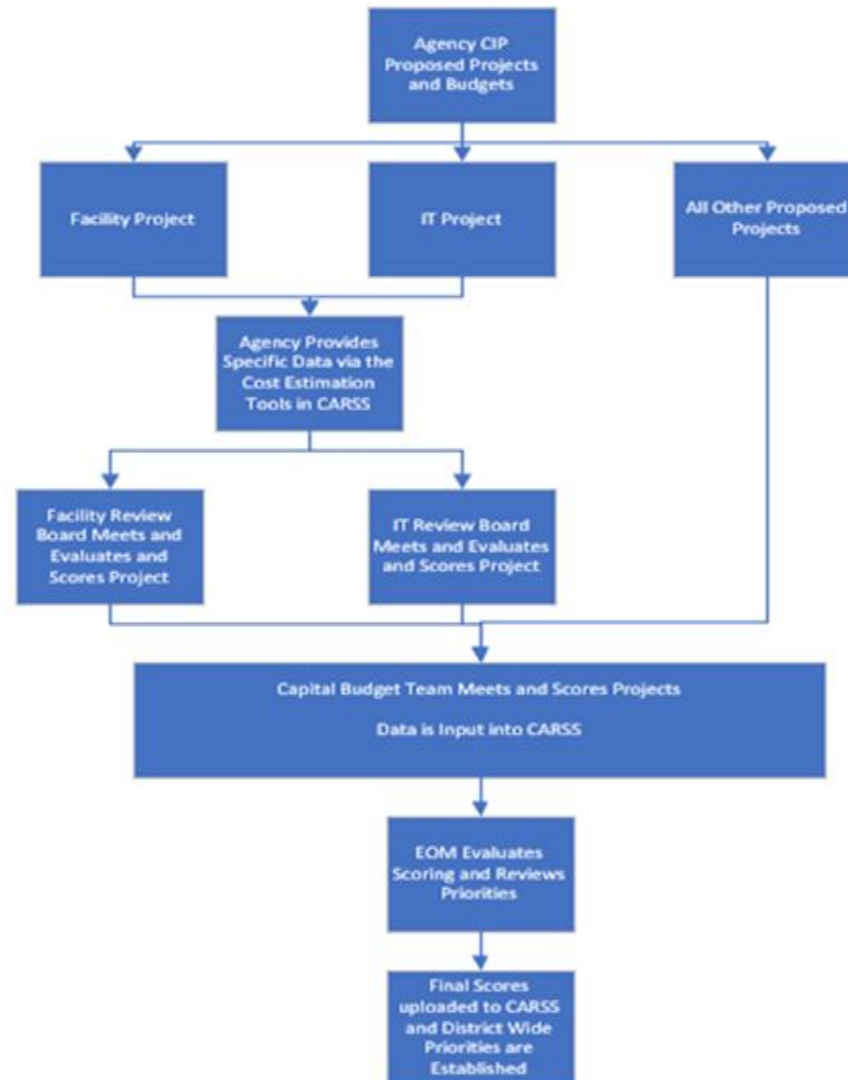 Agency CIP
Proposed Projects
and Budgets
Facility Project
IT Project
All Other Proposed
Projects
Agency Provides
Specific Data via the
Cost Estimation
Tools in CARSS
Facility Review
Board Meets and
Evaluates and
Scores Project
IT Review Board
Meets and Evaluates
and Scores Project
Capital Budget Team Meets and Scores Projects
Data is Input into CARSS
EOM Evaluates
Scoring and Reviews
Priorities
Final Scores
uploaded to CARSS
and District Wide
Priorities are
Established